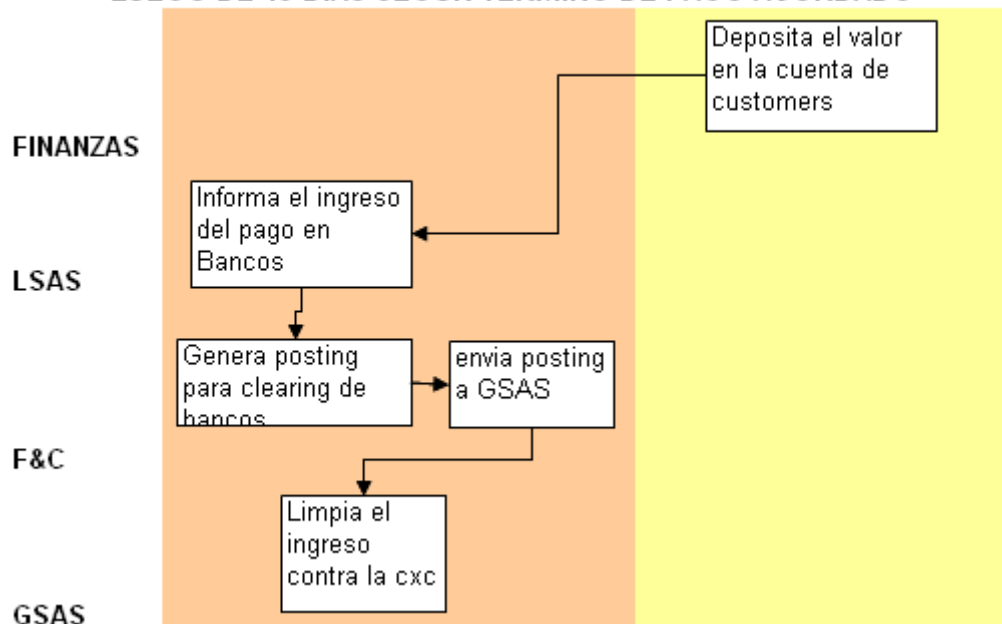 Deposita el valor
en la cuenta de
customers
FINANZAS
Informa el ingreso
del pago en
Bancos
LSAS
Genera posting
para clearing de
bancos
envia posting
a GSAS
F&C
Limpia el
ingreso
contra la cxc
GSAS